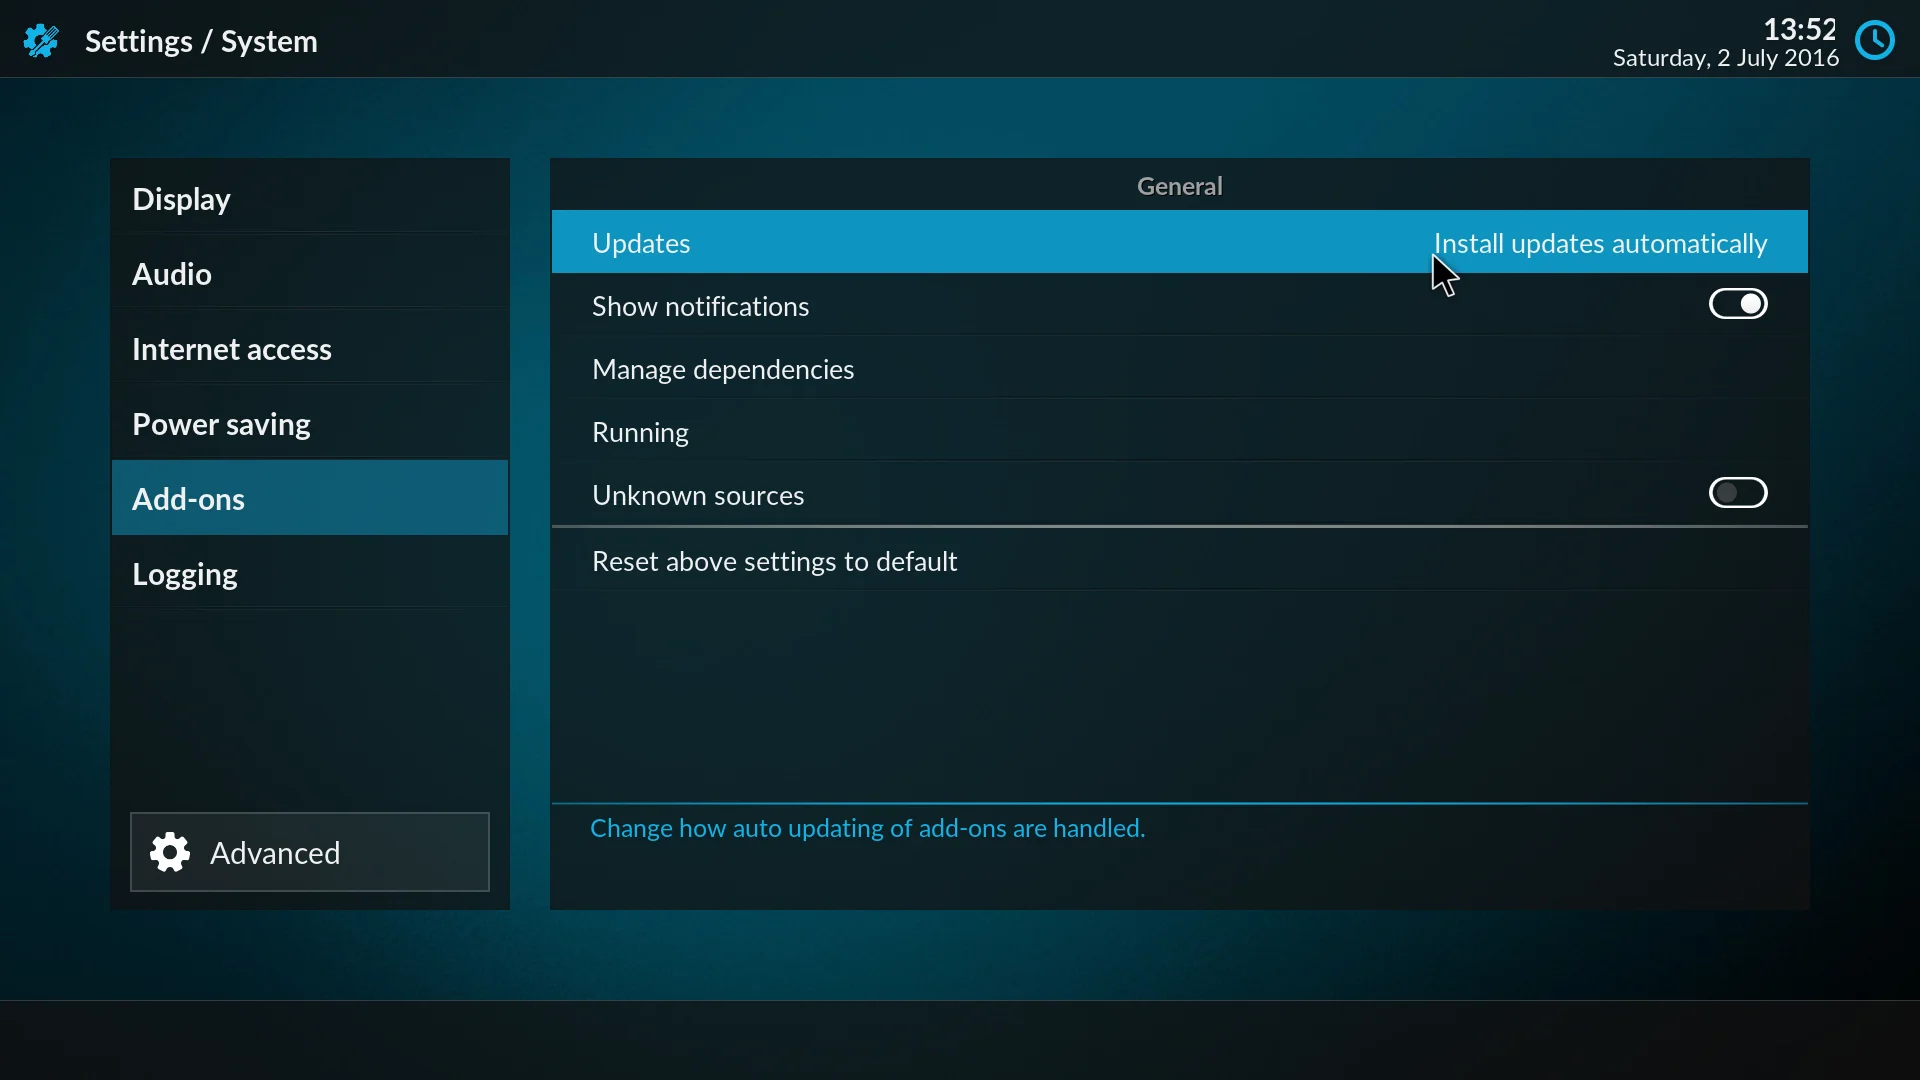 Settings / System
13:52
Saturday, 2 July 2016
Display
Audio
Internet access
Power saving
Add-ons
Logging
Advanced
General
Updates Install updates automatically
Show notifications
Manage dependencies
Running
Unknown sources
Reset above settings to default
Change how auto updating of add-ons are handled.